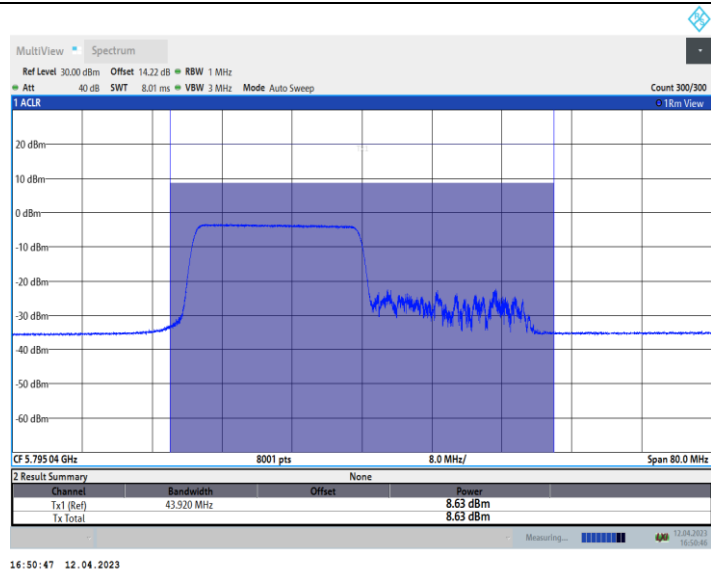 MultiView Spectrum
Ref Level 30.00 dBm Offset 14.22 dB RBW 1 MHz
Att 40 dB SWT 8.01 ms VBW 3 MHz Mode Auto Sweep Count 300/300
1 ACLR 1Rm View
20 dBm
10 dBm
0 dBm
-10 dBm
-20 dBm
-30 dBm
-40 dBm
-50 dBm
-60 dBm
CF 5.795 04 GHz 8001 pts 8.0 MHz/ Span 80.0 MHz
2 Result Summary None
Channel Bandwidth Offset Power
Tx1 (Ref) 43.920 MHz 8.63 dBm
Tx Total 8.63 dBm
Measuring... 12.04.2023
16:50:46
16:50:47 12.04.2023